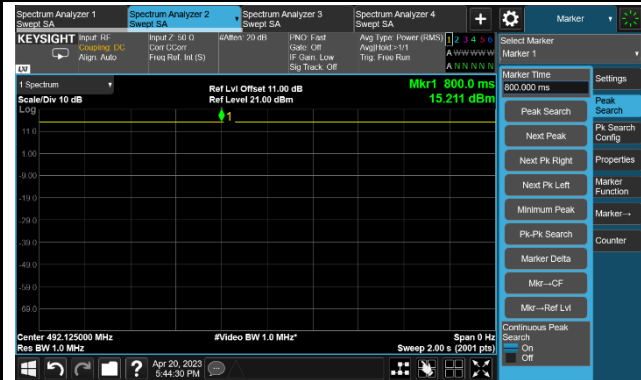 Spectrum Analyzer 1
Swept SA
Spectrum Analyzer 2
Swept SA
Spectrum Analyzer 3
Swept SA
Spectrum Analyzer 4
Swept SA
Marker
KEYSIGHT
LXI
Input: RF
Coupling: DC
Align: Auto
Input Z: 50 Ω
Corr CCorr
Freq Ref: Int (S)
#Atten: 20 dB
PNO: Fast
Gate: Off
IF Gain: Low
Sig Track: Off
Avg Type: Power (RMS)
Avg|Hold:>1/1
Trig: Free Run
1 2 3 4 5 6
A W W W W W
A N N N N N
Select Marker
Marker 1
1 Spectrum
Scale/Div 10 dB
Log
Ref Lvl Offset 11.00 dB
Ref Level 21.00 dBm
Mkr1 800.0 ms
15.211 dBm
1
11.0
1.00
-9.00
-19.0
-29.0
-39.0
-49.0
-59.0
-69.0
Center 492.125000 MHz
Res BW 1.0 MHz
#Video BW 1.0 MHz*
Span 0 Hz
Sweep 2.00 s (2001 pts)
Marker Time
800.000 ms
Peak Search
Next Peak
Next Pk Right
Next Pk Left
Minimum Peak
Pk-Pk Search
Marker Delta
Mkr→CF
Mkr→Ref Lvl
Continuous Peak
Search
On
Off
Settings
Peak
Search
Pk Search
Config
Properties
Marker
Function
Marker→
Counter
?
Apr 20, 2023
5:44:30 PM